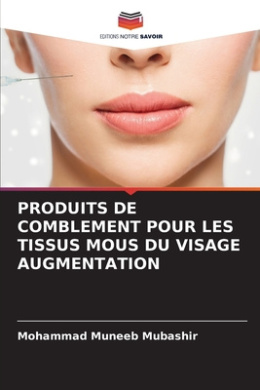 EDITIONS NOTRE SAVOIR
PRODUITS DE
COMBLEMENT POUR LES
TISSUS MOUS DU VISAGE
AUGMENTATION
Mohammad Muneeb Mubashir